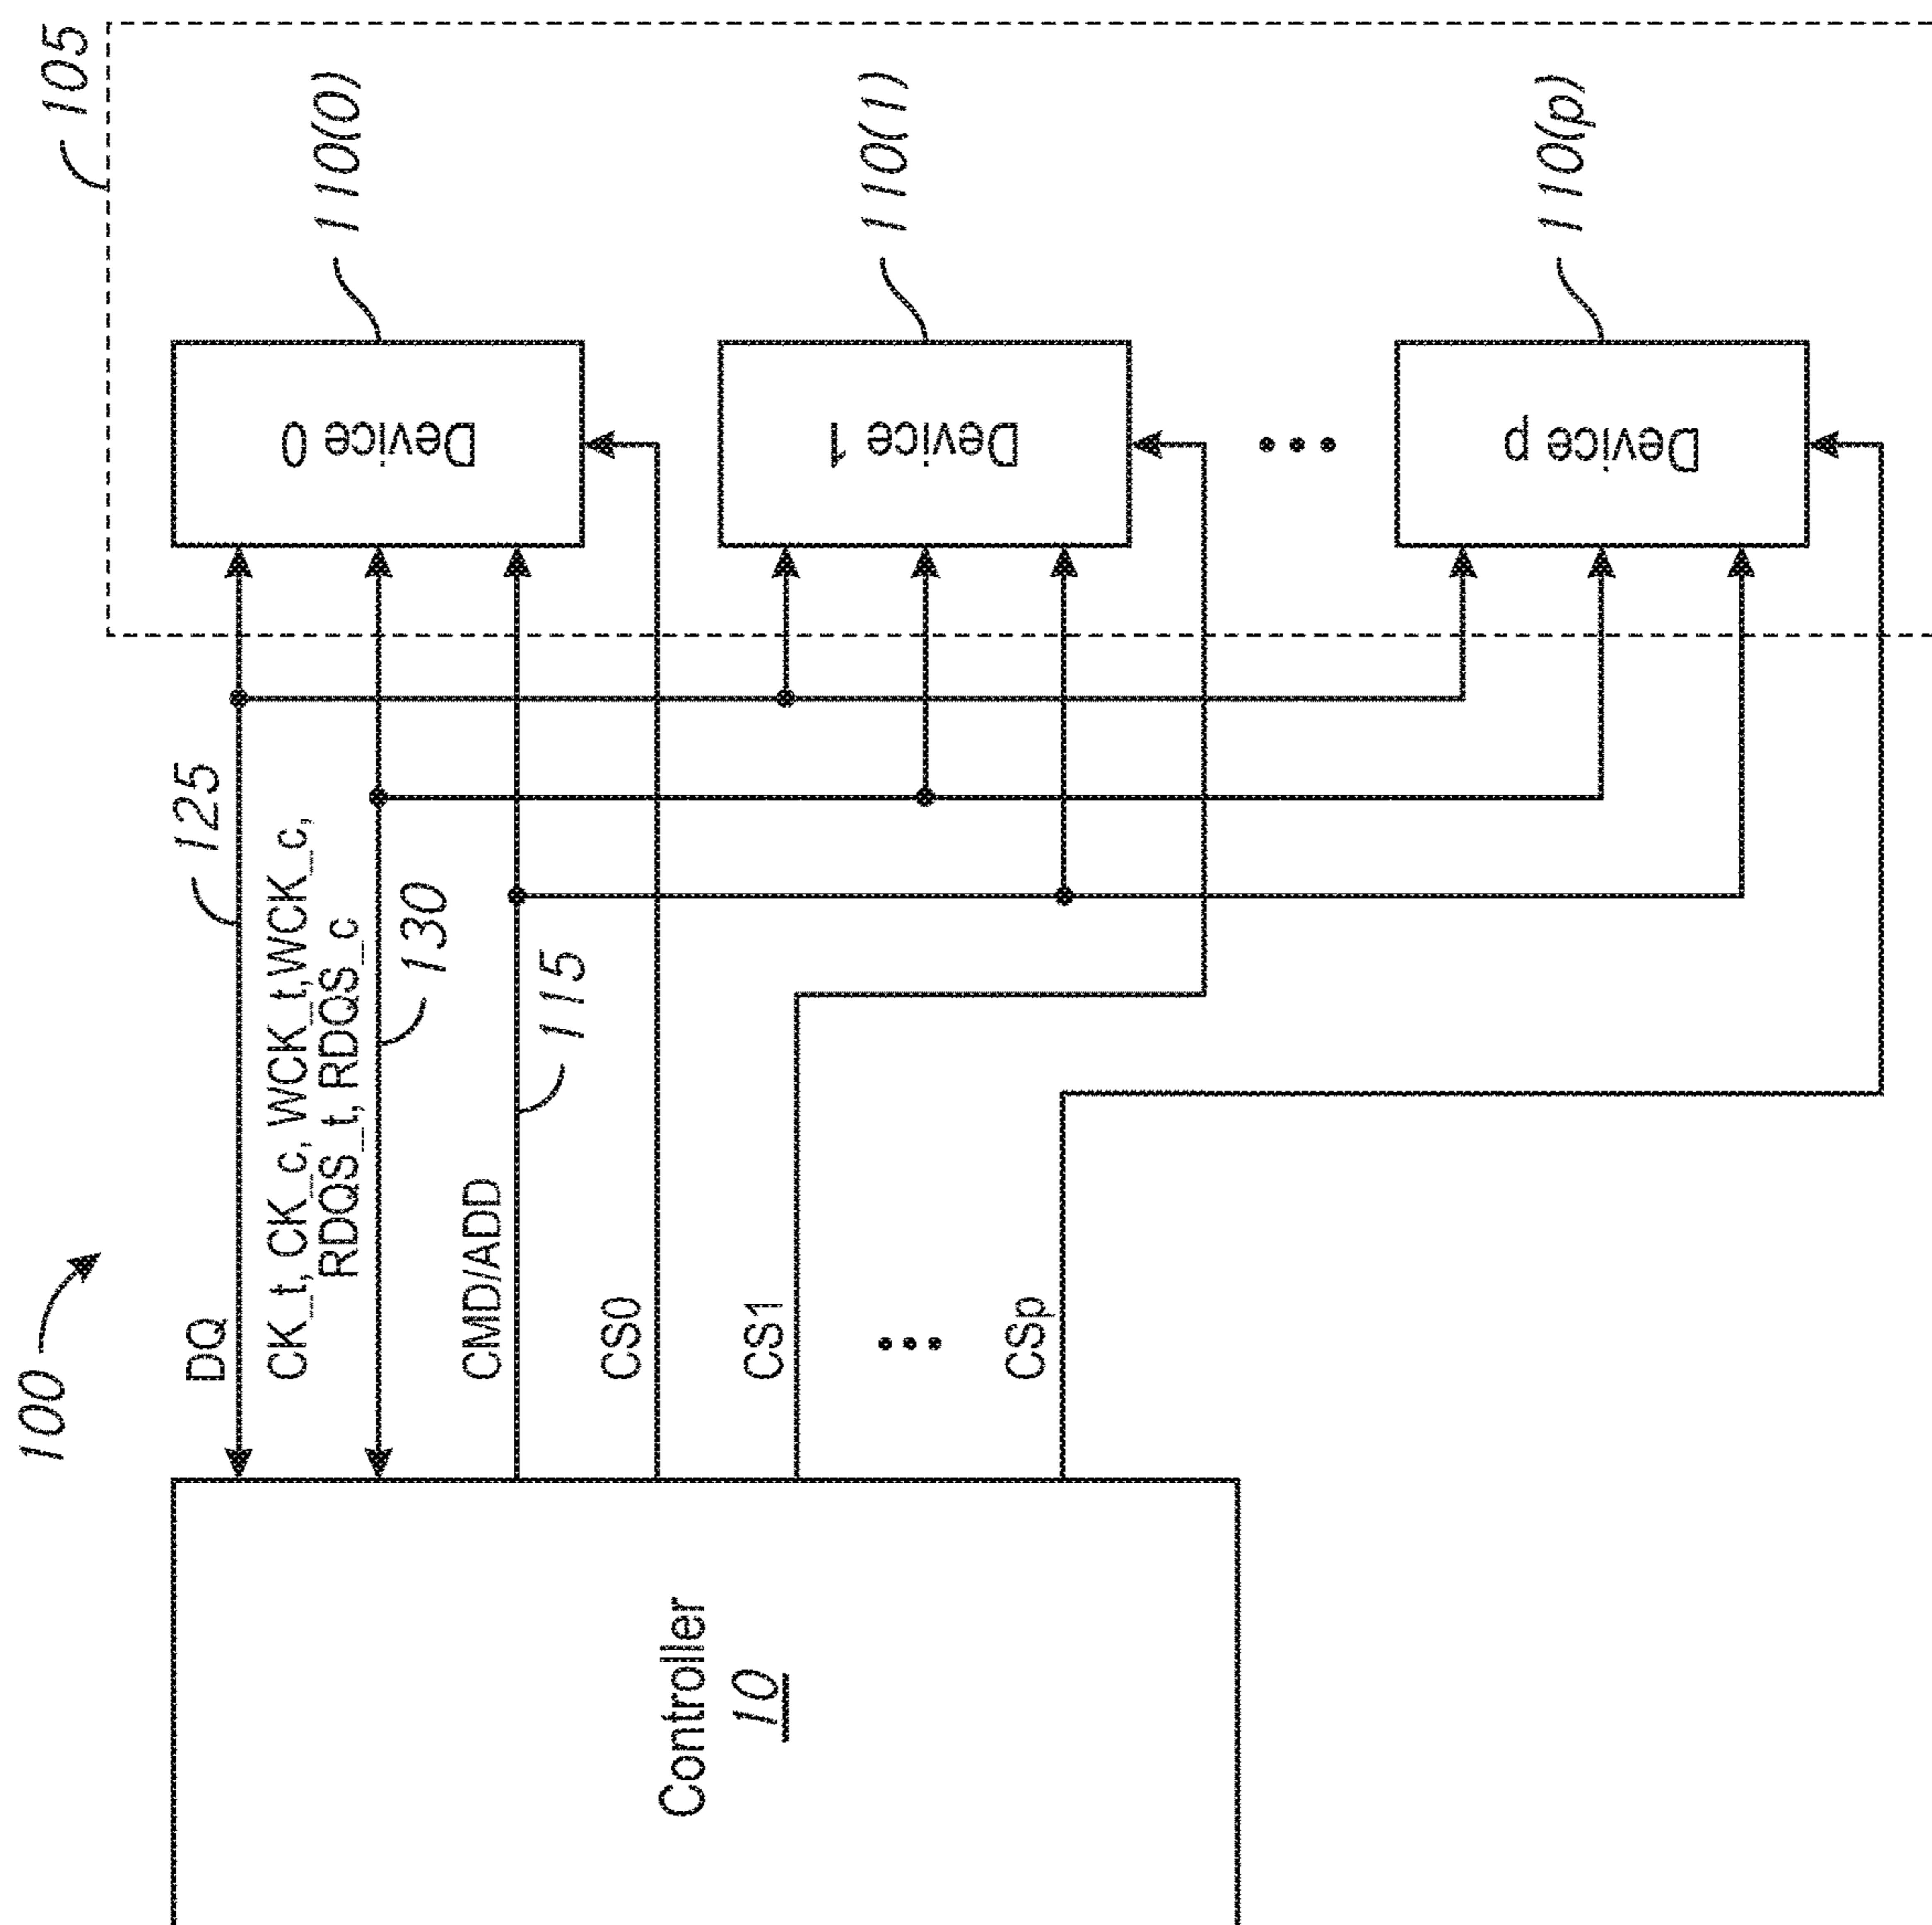 100
105
DQ
125
CK_t, CK_c, WCK_t,WCK_c,
RDQS_t, RDQS_c
130
CMD/ADD
115
CS0
CS1
•••
CSp
Controller
10
Device 0
110(0)
Device 1
110(1)
•••
Device p
110(p)